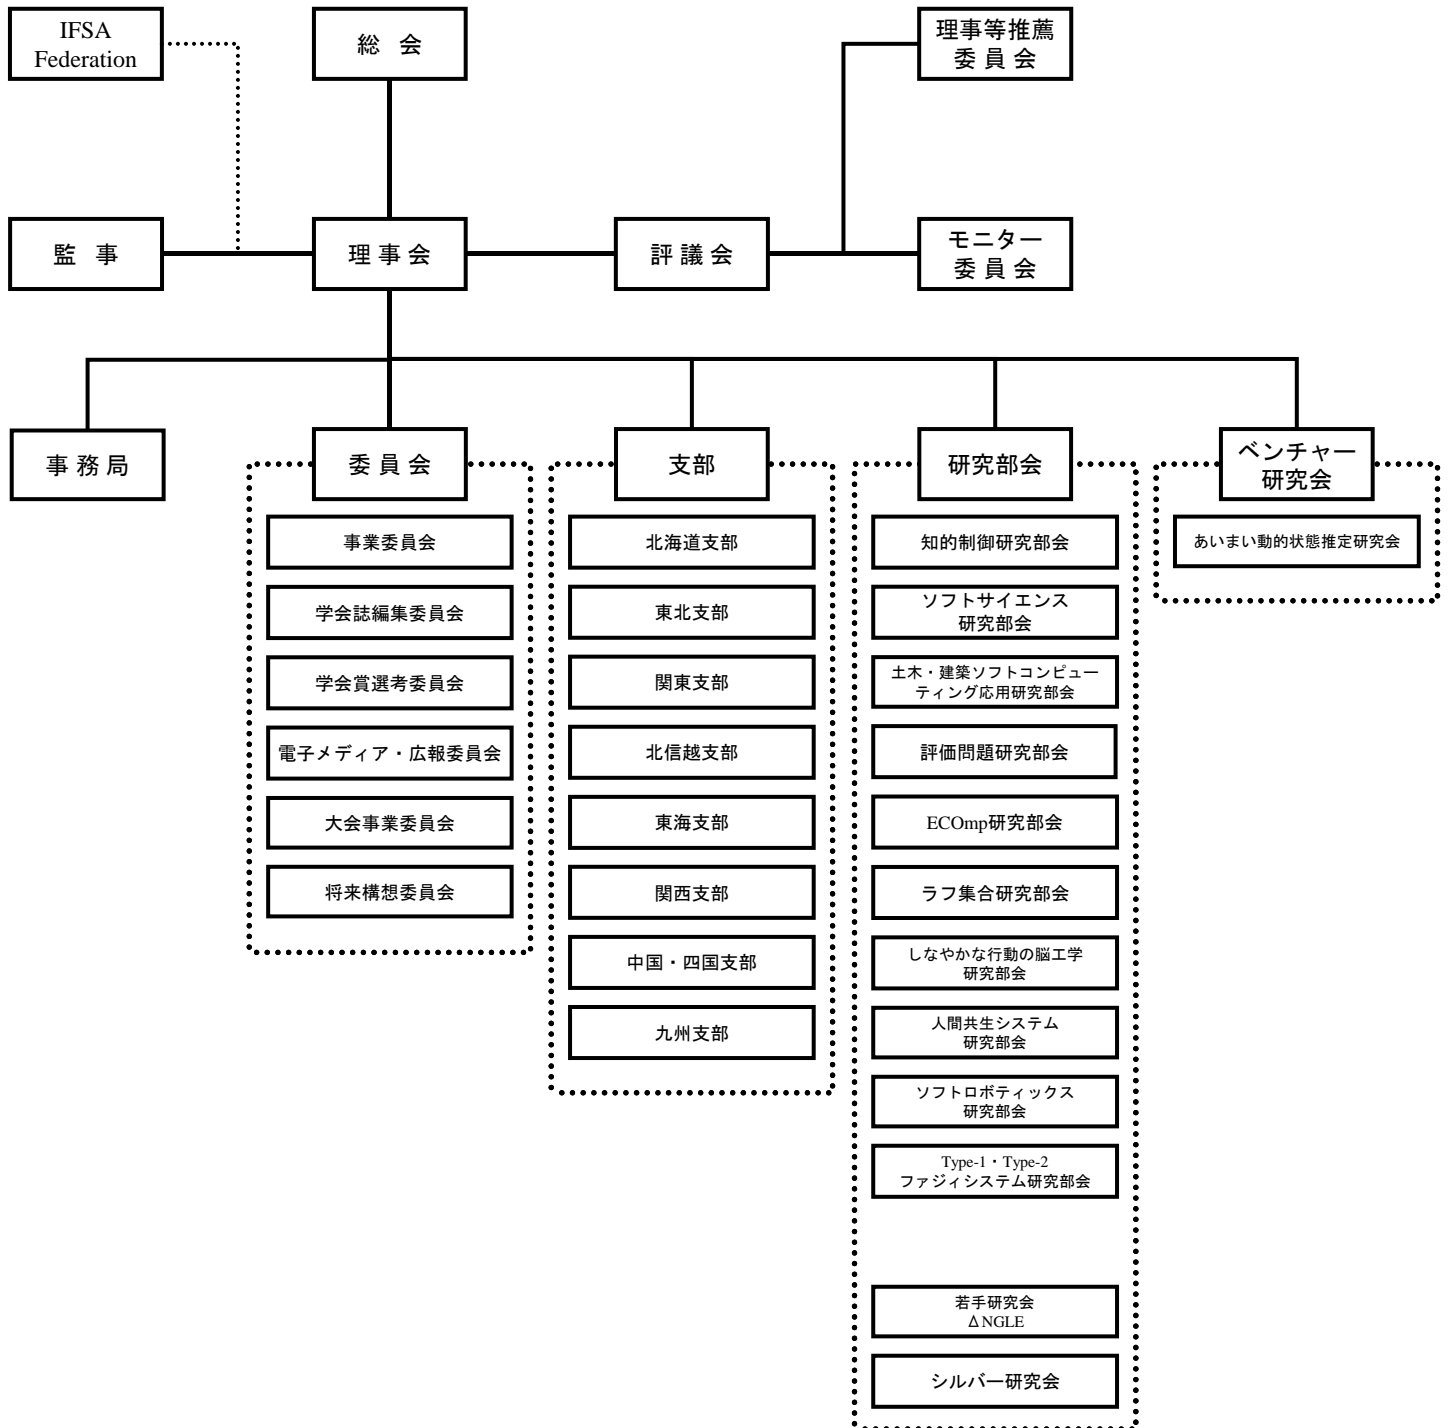 IFSA
Federation
総 会
理事等推薦
委 員 会
監 事
理 事 会
評 議 会
モニター
委 員 会
事 務 局
委 員 会
支部
研究部会
ベンチャー
研究会
事業委員会
学会誌編集委員会
学会賞選考委員会
電子メディア・広報委員会
大会事業委員会
将来構想委員会
北海道支部
東北支部
関東支部
北信越支部
東海支部
関西支部
中国・四国支部
九州支部
知的制御研究部会
ソフトサイエンス
研究部会
土木・建築ソフトコンピュー
ティング応用研究部会
評価問題研究部会
ECOmp研究部会
ラフ集合研究部会
しなやかな行動の脳工学
研究部会
人間共生システム
研究部会
ソフトロボティックス
研究部会
Type-1・Type-2
ファジィシステム研究部会
若手研究会
ΔNGLE
シルバー研究会
あいまい動的状態推定研究会